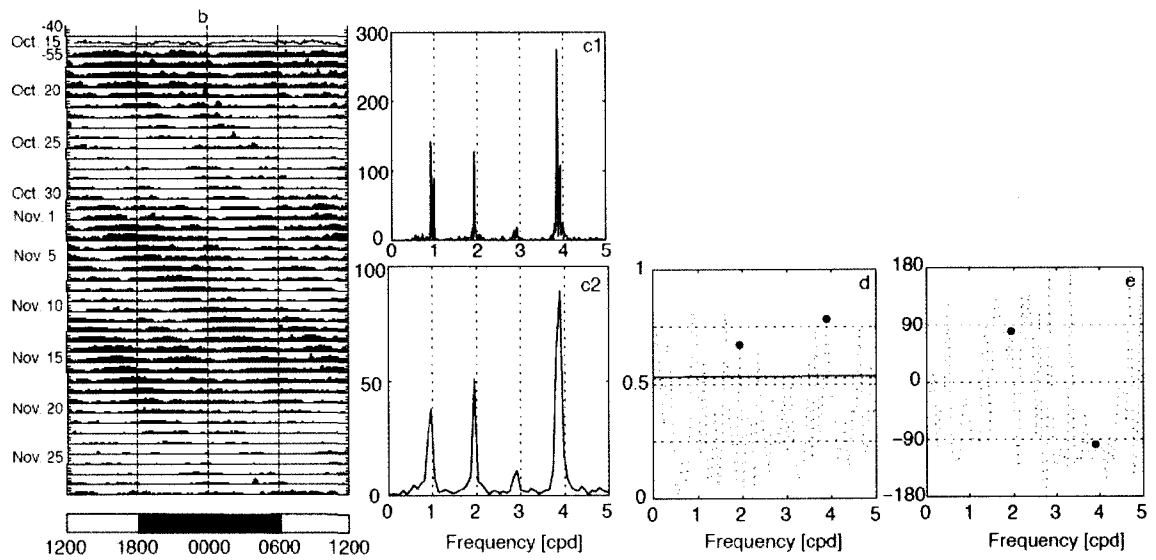 b
-40
Oct. 15
-55
Oct. 20
Oct. 25
Oct. 30
Nov. 1
Nov. 5
Nov. 10
Nov. 15
Nov. 20
Nov. 25
1200 1800 0000 0600 1200
c1
300
200
100
0
0 1 2 3 4 5
c2
100
50
0
0 1 2 3 4 5
Frequency [cpd]
d
1
0.5
0
0 1 2 3 4 5
Frequency [cpd]
e
180
90
0
-90
-180
0 1 2 3 4 5
Frequency [cpd]